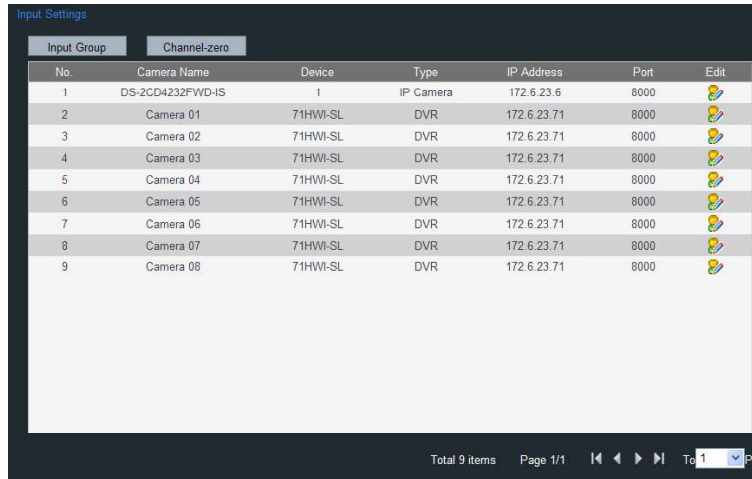 Input Settings
Input Group Channel-zero
No. Camera Name Device Type IP Address Port Edit
1 DS-2CD4232FWD-IS 1 IP Camera 172.6.23.6 8000
2 Camera 01 71HWI-SL DVR 172.6.23.71 8000
3 Camera 02 71HWI-SL DVR 172.6.23.71 8000
4 Camera 03 71HWI-SL DVR 172.6.23.71 8000
5 Camera 04 71HWI-SL DVR 172.6.23.71 8000
6 Camera 05 71HWI-SL DVR 172.6.23.71 8000
7 Camera 06 71HWI-SL DVR 172.6.23.71 8000
8 Camera 07 71HWI-SL DVR 172.6.23.71 8000
9 Camera 08 71HWI-SL DVR 172.6.23.71 8000
Total 9 items Page 1/1 To 1 P